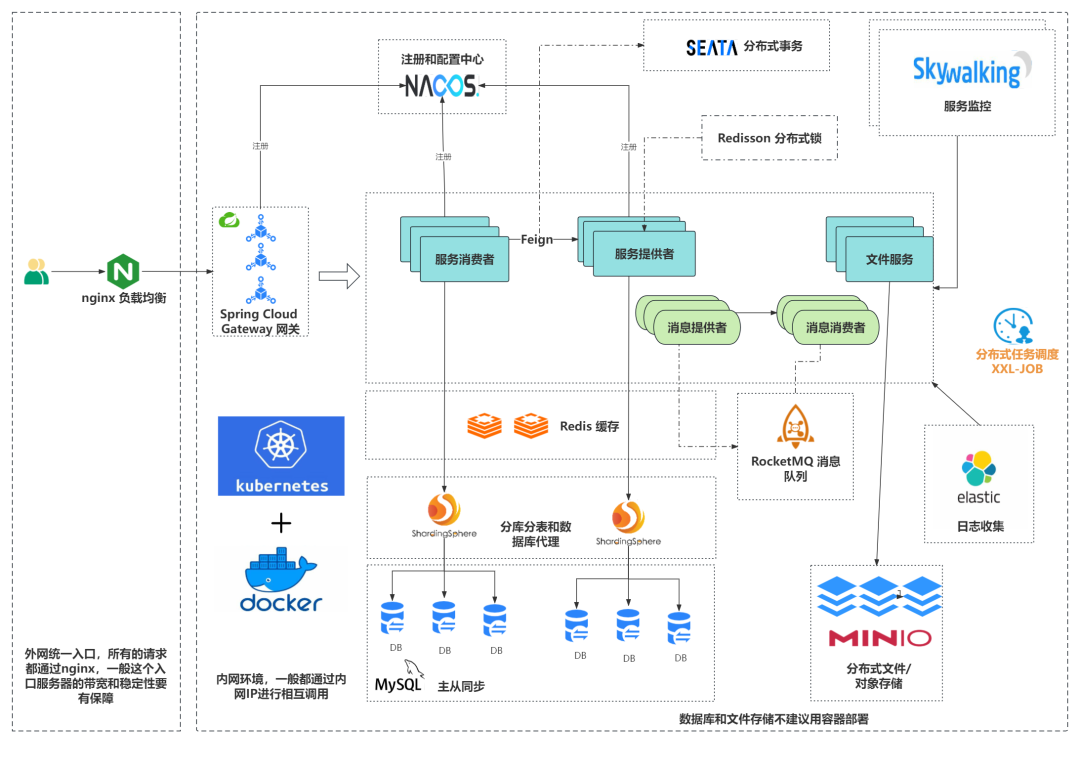 注册和配置中心
NACOS.
SEATA 分布式事务
Skywalking
服务监控
Redisson 分布式锁
注册
注册
注册
nginx 负载均衡
Spring Cloud
Gateway 网关
服务消费者
Feign
服务提供者
文件服务
消息提供者
消息消费者
分布式任务调度
XXL-JOB
Redis 缓存
RocketMQ 消息
队列
elastic
日志收集
kubernetes
+
docker
ShardingSphere
分库分表和数
据库代理
ShardingSphere
DB
DB
DB
DB
DB
DB
MySQL
主从同步
1
MINIO
分布式文件/
对象存储
外网统一入口，所有的请求
都通过nginx，一般这个入
口服务器的带宽和稳定性要
有保障
内网环境，一般都通过内
网IP进行相互调用
数据库和文件存储不建议用容器部署